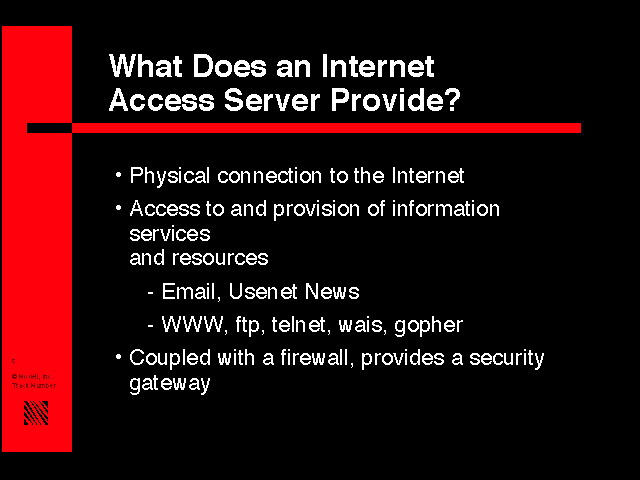 What Does an Internet
Access Server Provide?
• Physical connection to the Internet
• Access to and provision of information
services
and resources
- Email, Usenet News
- WWW, ftp, telnet, wais, gopher
• Coupled with a firewall, provides a security
gateway
© Novell, Inc.
Track Number